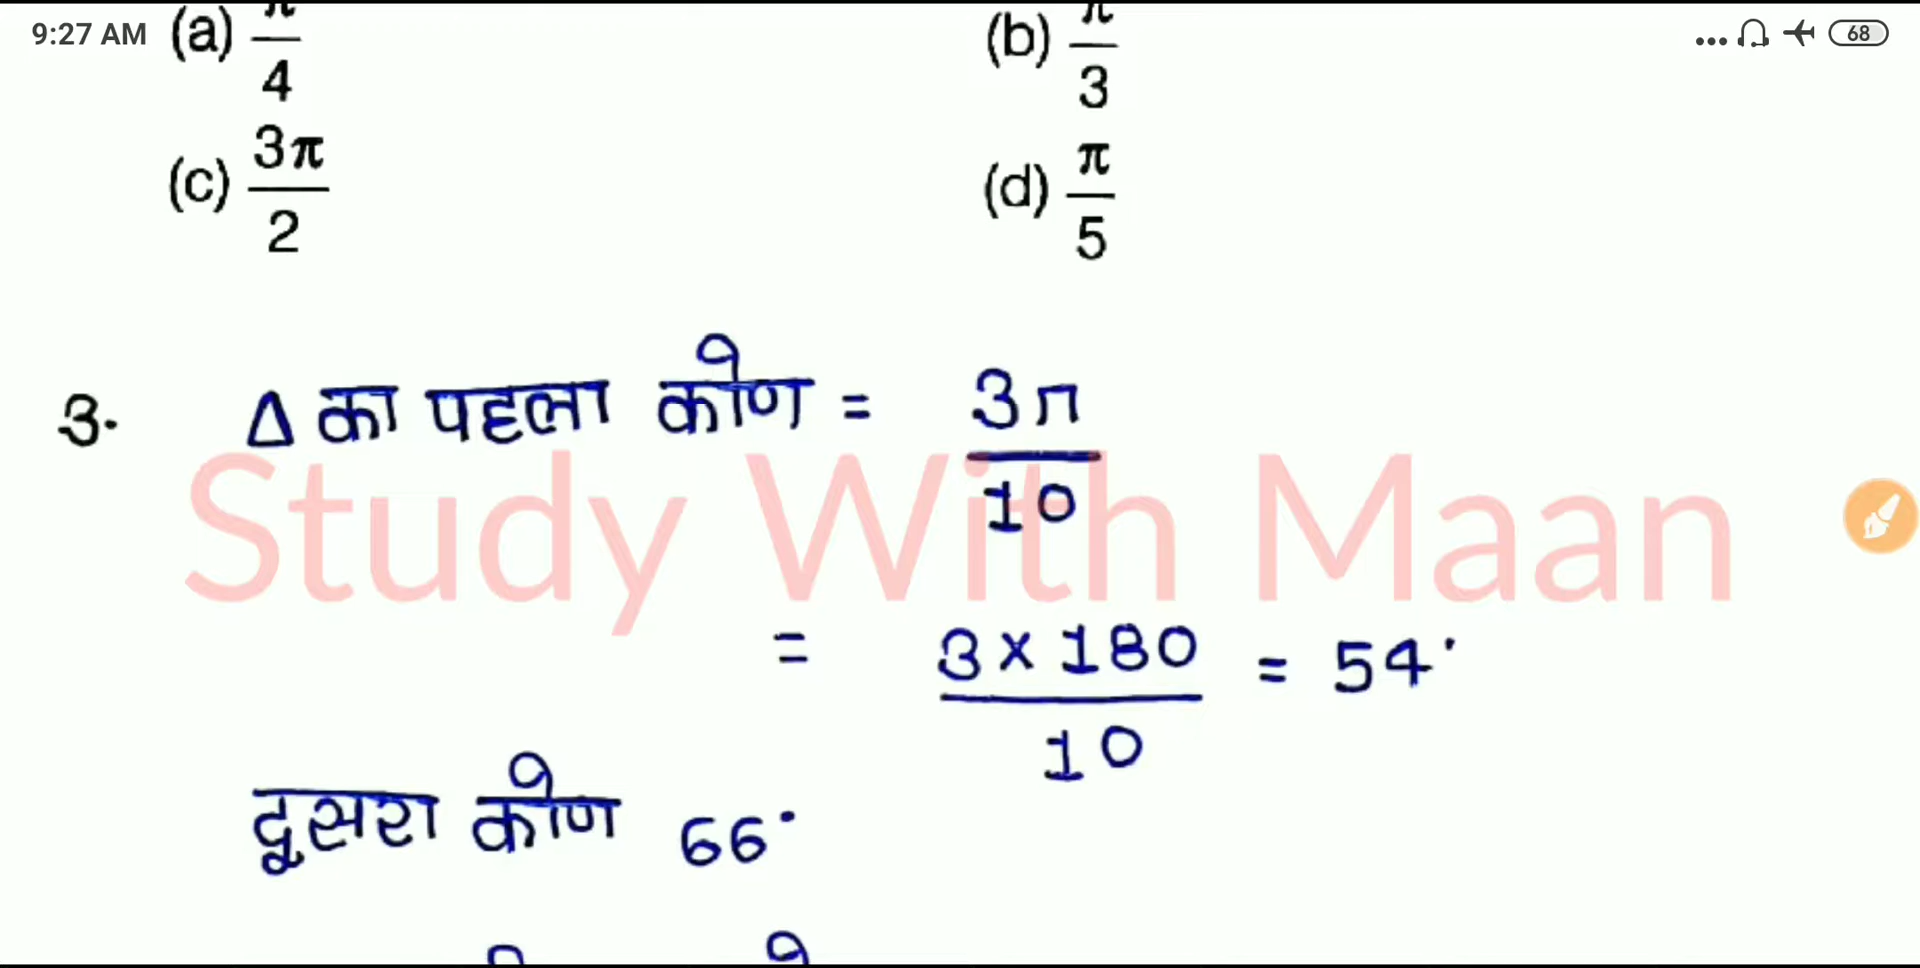 9:27 AM ... 68
(a) π/4 (b) π/3
(c) 3π/2 (d) π/5
3. Δ का पहला कोण = 3π/10
Study With Maan
= 3 × 180/10 = 54°
दूसरा कोण 66°